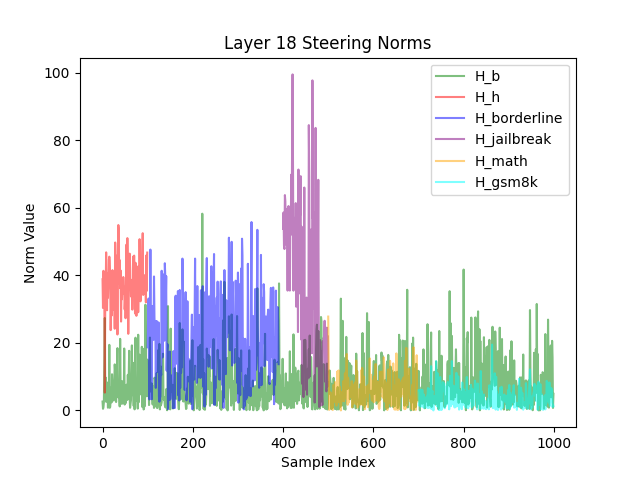 Layer 18 Steering Norms
100
80
60
40
20
0
Norm Value
H_b
H_h
H_borderline
H_jailbreak
H_math
H_gsm8k
0 200 400 600 800 1000
Sample Index